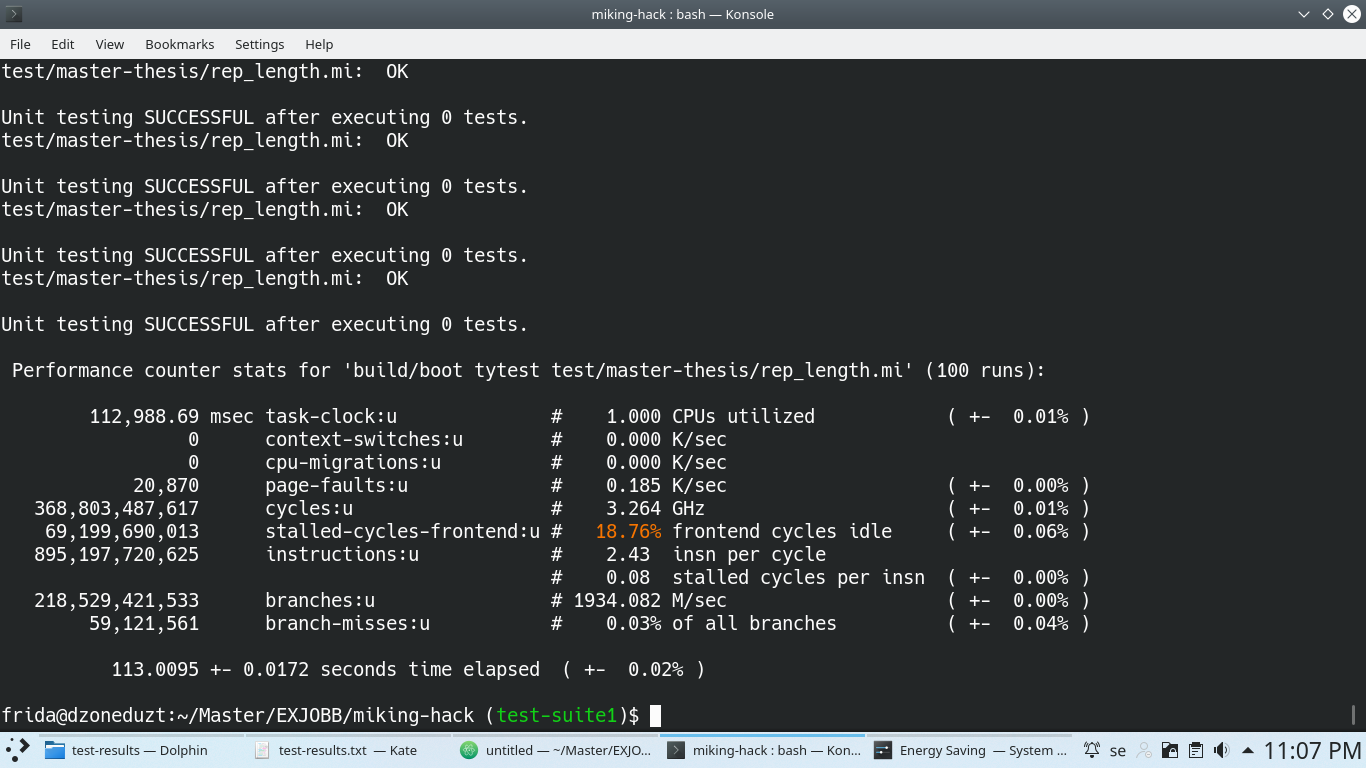 miking-hack : bash — Konsole
File Edit View Bookmarks Settings Help
test/master-thesis/rep_length.mi:  OK
Unit testing SUCCESSFUL after executing 0 tests.
test/master-thesis/rep_length.mi:  OK
Unit testing SUCCESSFUL after executing 0 tests.
test/master-thesis/rep_length.mi:  OK
Unit testing SUCCESSFUL after executing 0 tests.
test/master-thesis/rep_length.mi:  OK
Unit testing SUCCESSFUL after executing 0 tests.
 Performance counter stats for 'build/boot tytest test/master-thesis/rep_length.mi' (100 runs):
        112,988.69 msec task-clock:u              #    1.000 CPUs utilized            ( +-  0.01% )
                 0      context-switches:u        #    0.000 K/sec
                 0      cpu-migrations:u          #    0.000 K/sec
            20,870      page-faults:u             #    0.185 K/sec                    ( +-  0.00% )
   368,803,487,617      cycles:u                  #    3.264 GHz                      ( +-  0.01% )
    69,199,690,013      stalled-cycles-frontend:u #   18.76% frontend cycles idle     ( +-  0.06% )
   895,197,720,625      instructions:u            #    2.43  insn per cycle
                                                  #    0.08  stalled cycles per insn  ( +-  0.00% )
   218,529,421,533      branches:u                # 1934.082 M/sec                    ( +-  0.00% )
        59,121,561      branch-misses:u           #    0.03% of all branches          ( +-  0.04% )
          113.0095 +- 0.0172 seconds time elapsed  ( +-  0.02% )
frida@dzoneduzt:~/Master/EXJOBB/miking-hack (test-suite1)$
test-results — Dolphin test-results.txt — Kate untitled — ~/Master/EXJO... miking-hack : bash — Kon... Energy Saving — System ... se 11:07 PM